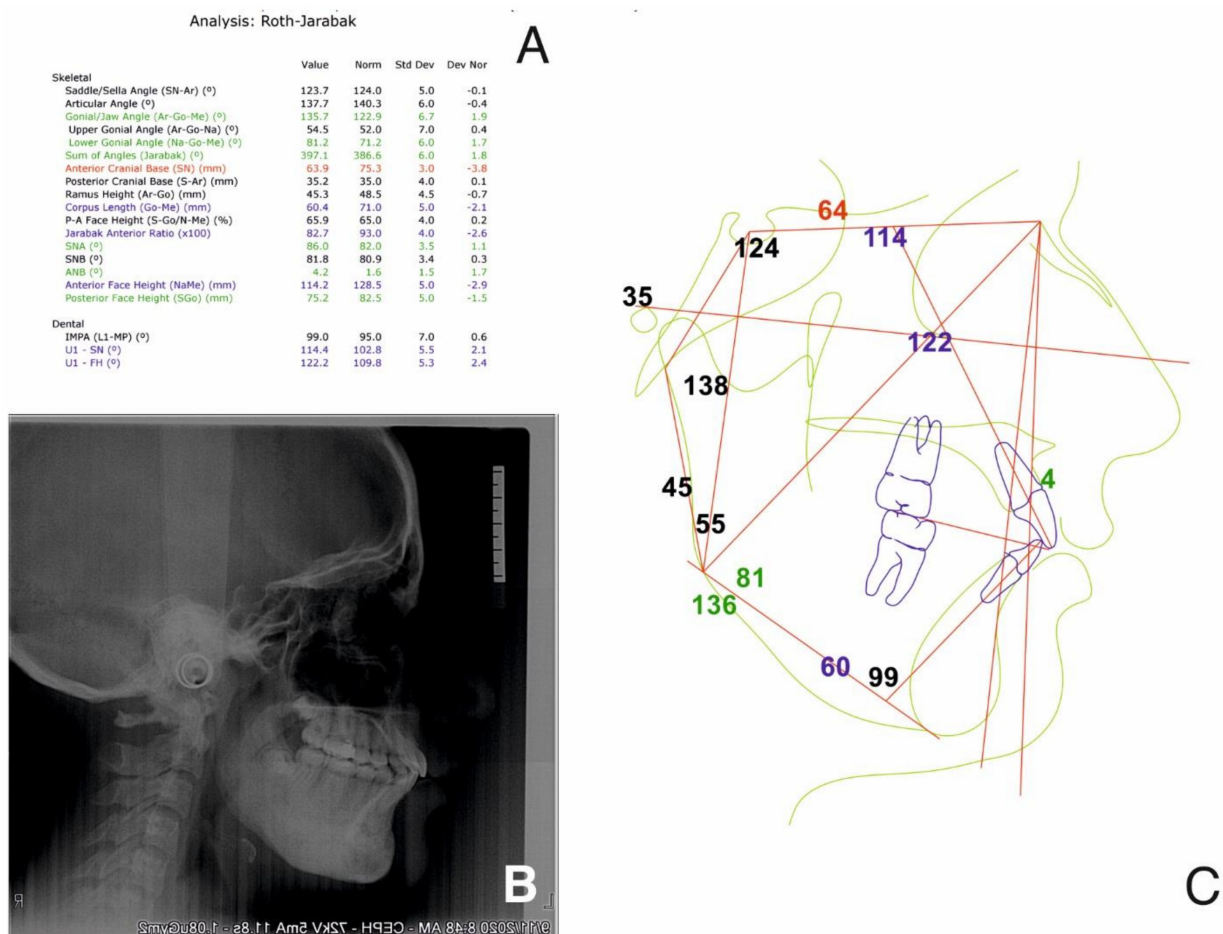 Analysis: Roth-Jarabak
A
Value Norm Std Dev Dev Nor
Skeletal
Saddle/Sella Angle (SN-Ar) (º) 123.7 124.0 5.0 -0.1
Articular Angle (º) 137.7 140.3 6.0 -0.4
Gonial/Jaw Angle (Ar-Go-Me) (º) 135.7 122.9 6.7 1.9
Upper Gonial Angle (Ar-Go-Na) (º) 54.5 52.0 7.0 0.4
Lower Gonial Angle (Na-Go-Me) (º) 81.2 71.2 6.0 1.7
Sum of Angles (Jarabak) (º) 397.1 386.6 6.0 1.8
Anterior Cranial Base (SN) (mm) 63.9 75.3 3.0 -3.8
Posterior Cranial Base (S-Ar) (mm) 35.2 35.0 4.0 0.1
Ramus Height (Ar-Go) (mm) 45.3 48.5 4.5 -0.7
Corpus Length (Go-Me) (mm) 60.4 71.0 5.0 -2.1
P-A Face Height (S-Go/N-Me) (%) 65.9 65.0 4.0 0.2
Jarabak Anterior Ratio (x100) 82.7 93.0 4.0 -2.6
SNA (º) 86.0 82.0 3.5 1.1
SNB (º) 81.8 80.9 3.4 0.3
ANB (º) 4.2 1.6 1.5 1.7
Anterior Face Height (NaMe) (mm) 114.2 128.5 5.0 -2.9
Posterior Face Height (SGo) (mm) 75.2 82.5 5.0 -1.5
Dental
IMPA (L1-MP) (º) 99.0 95.0 7.0 0.6
U1 - SN (º) 114.4 102.8 5.5 2.1
U1 - FH (º) 122.2 109.8 5.3 2.4
B
R
L
9/11/2020 8:48 AM - CEPH - 72kV 5mA 11.8s - 1.08uGym2
64
114
124
35
122
138
4
45
55
81
136
60
99
C